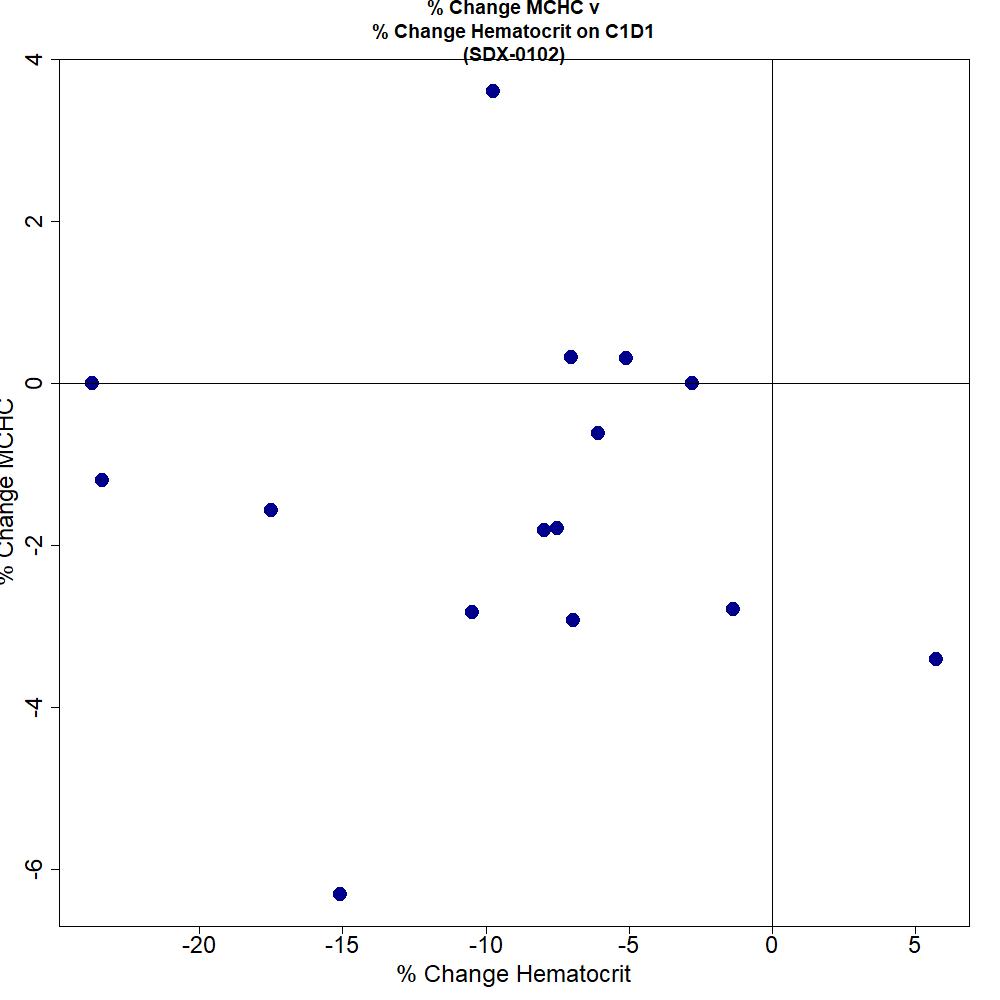 % Change MCHC v
% Change Hematocrit on C1D1
(SDX-0102)
4
2
0
-2
-4
-6
% Change MCHC
-20 -15 -10 -5 0 5
% Change Hematocrit